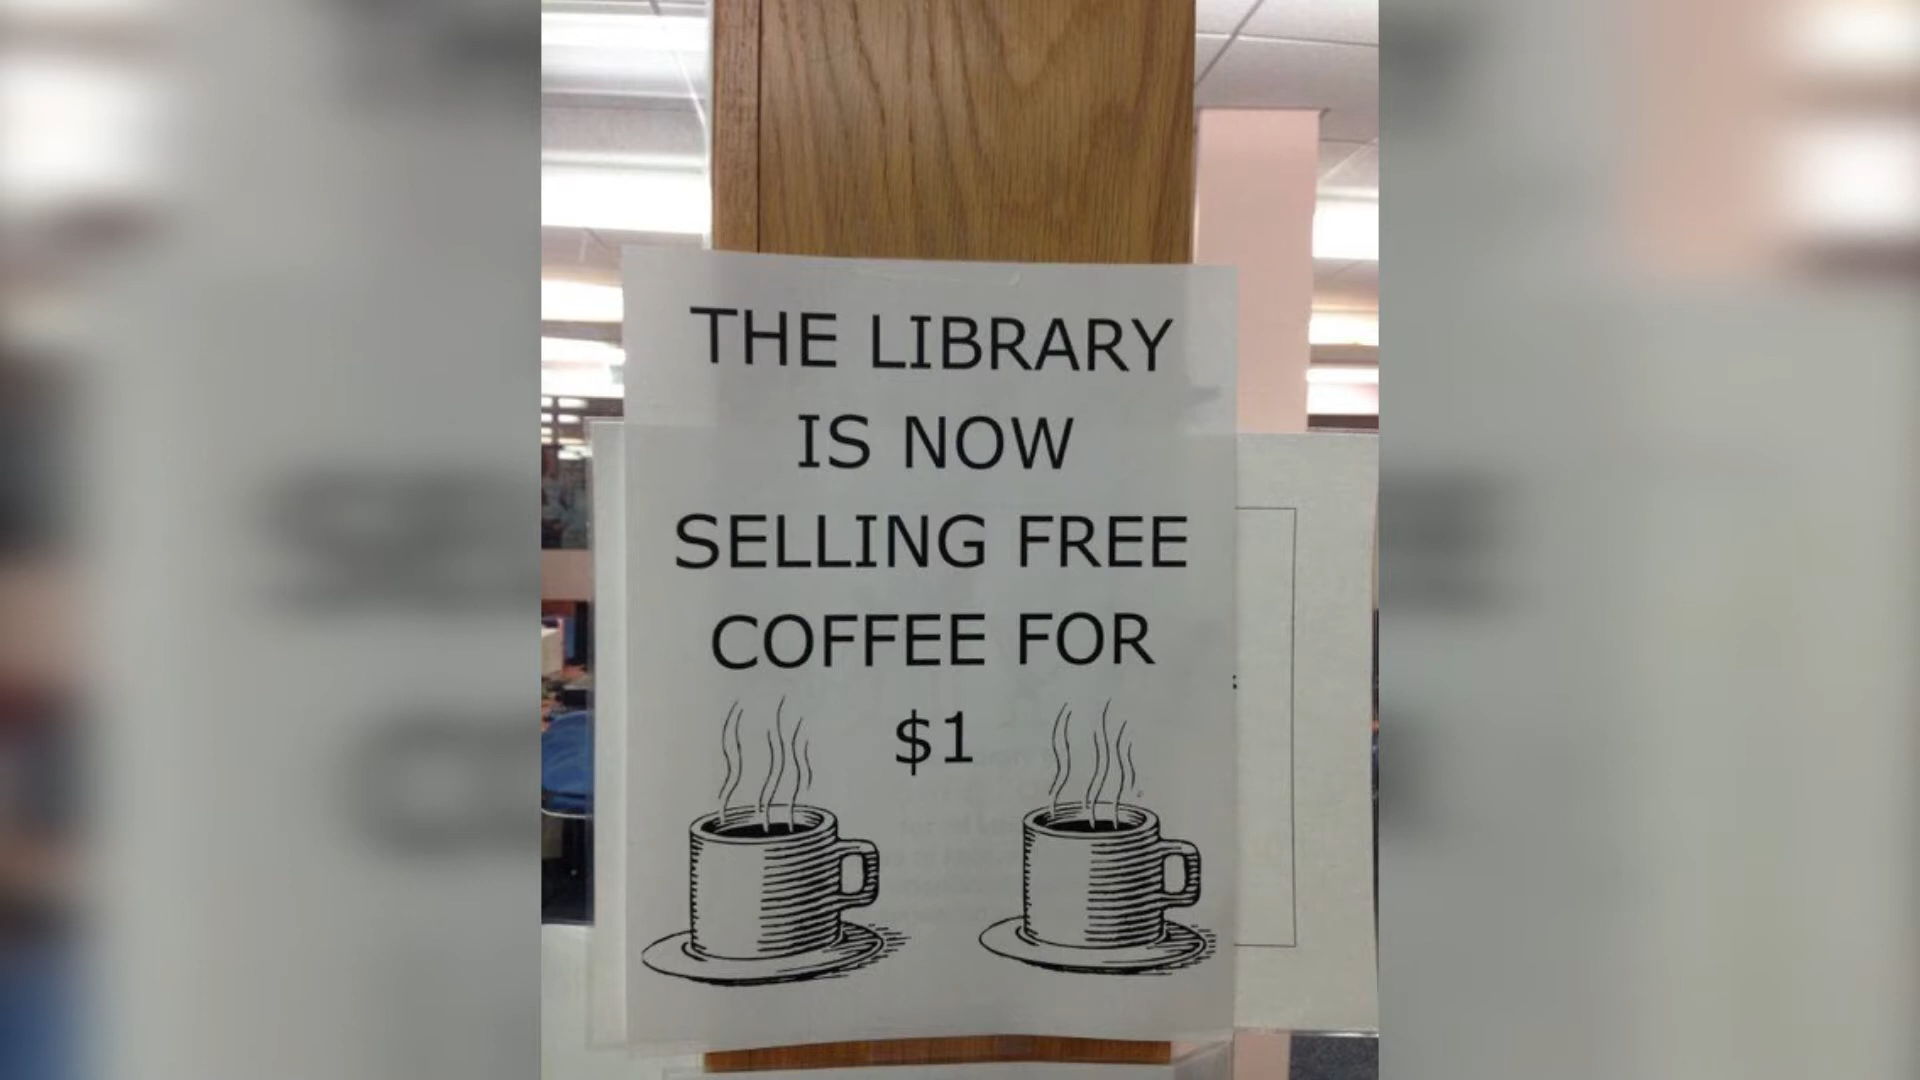 THE LIBRARY
IS NOW
SELLING FREE
COFFEE FOR
$1